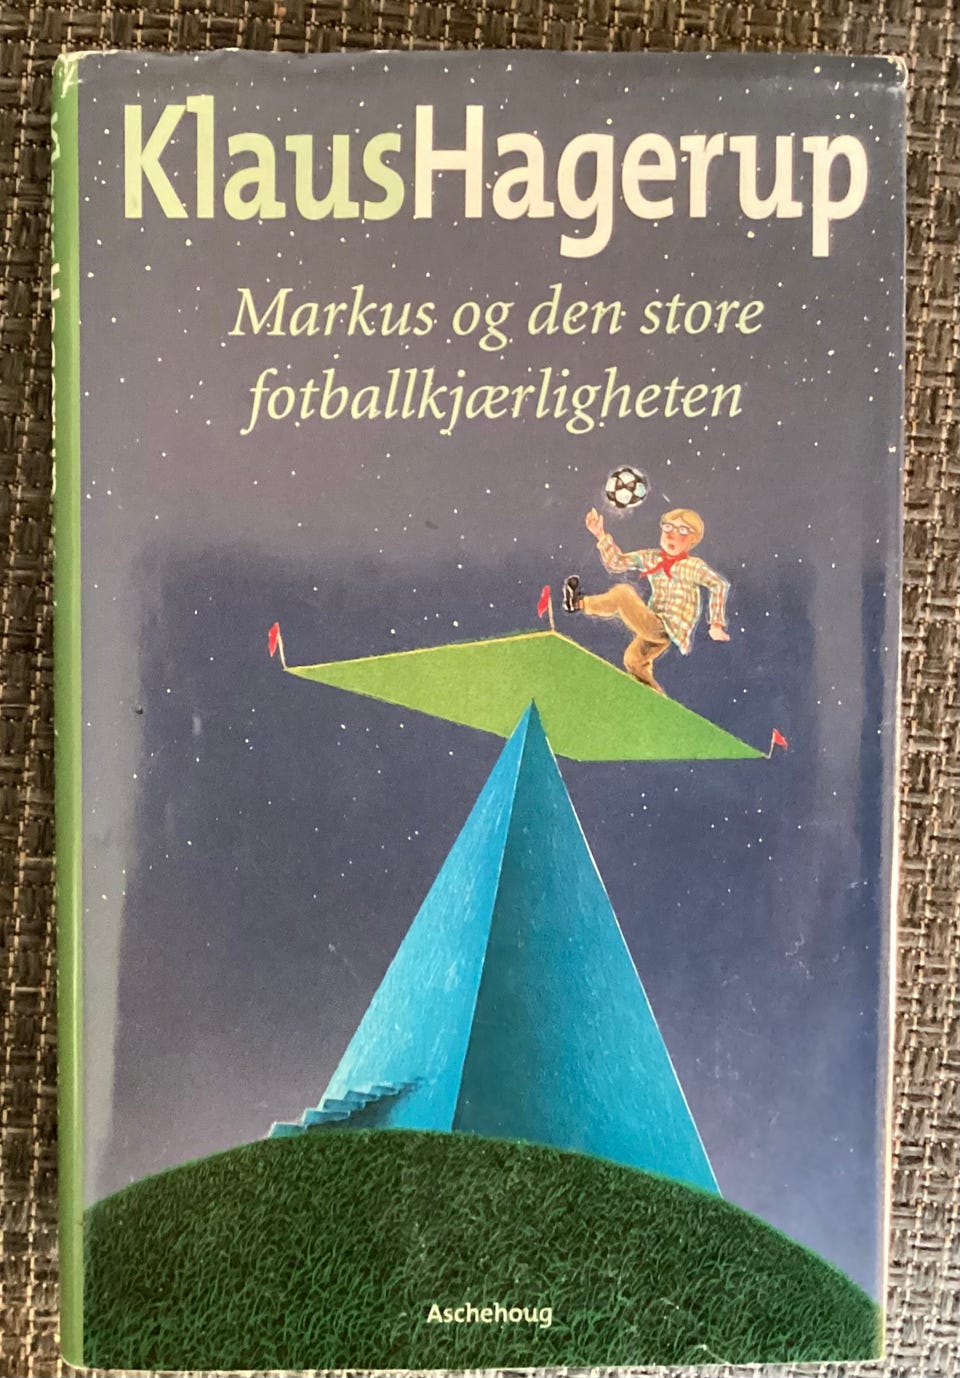 KlausHagerup
Markus og den store
fotballkjærligheten
Aschehoug